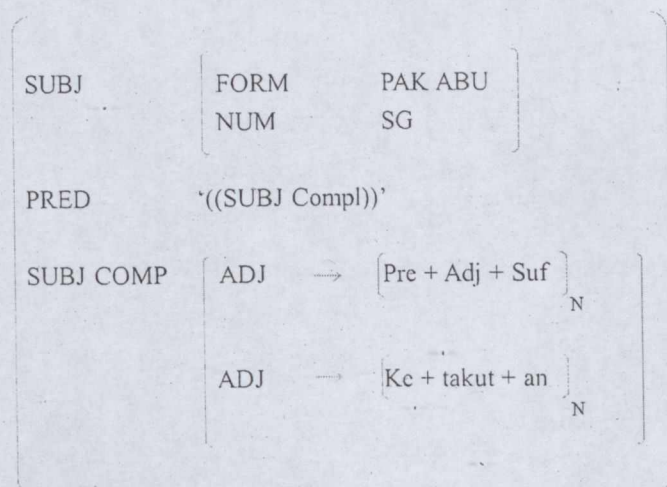 SUBJ FORM PAK ABU
NUM SG
PRED '((SUBJ Compl))'
SUBJ COMP ADJ → [Pre + Adj + Suf]
N
ADJ → [Ke + takut + an]
N